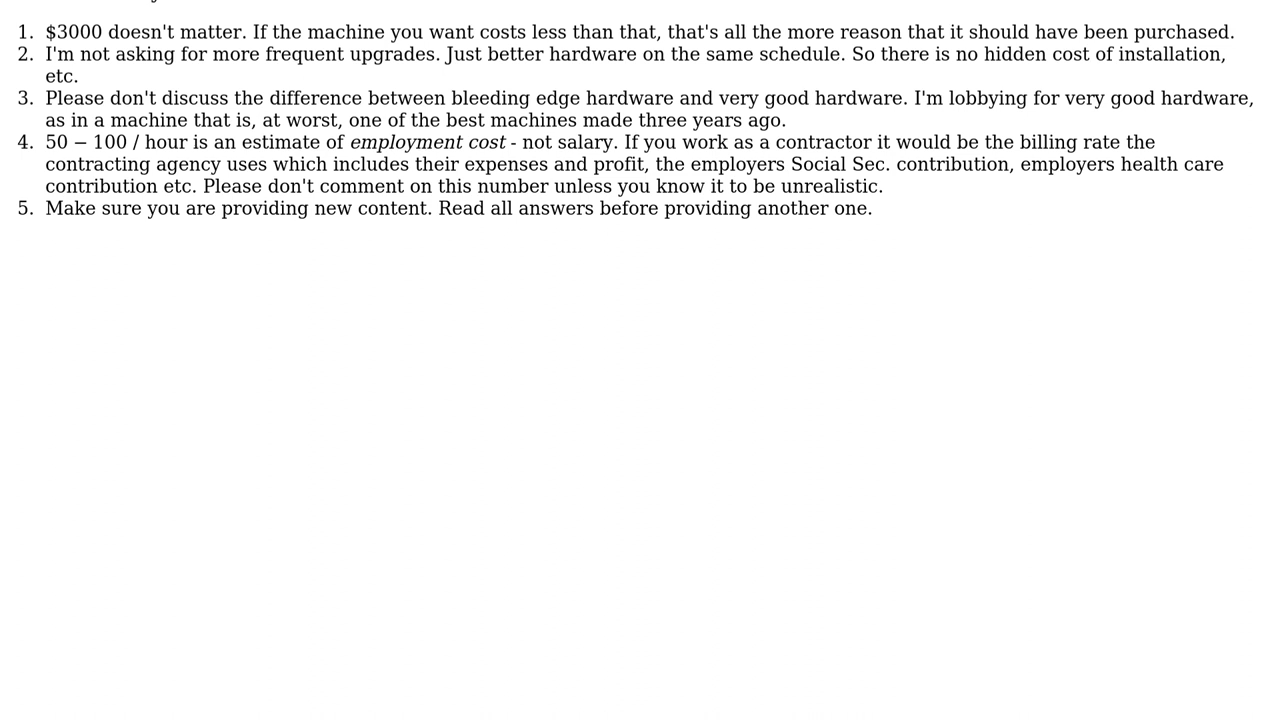 1. $3000 doesn't matter. If the machine you want costs less than that, that's all the more reason that it should have been purchased.
2. I'm not asking for more frequent upgrades. Just better hardware on the same schedule. So there is no hidden cost of installation,
etc.
3. Please don't discuss the difference between bleeding edge hardware and very good hardware. I'm lobbying for very good hardware,
as in a machine that is, at worst, one of the best machines made three years ago.
4. 50 − 100 / hour is an estimate of employment cost - not salary. If you work as a contractor it would be the billing rate the
contracting agency uses which includes their expenses and profit, the employers Social Sec. contribution, employers health care
contribution etc. Please don't comment on this number unless you know it to be unrealistic.
5. Make sure you are providing new content. Read all answers before providing another one.